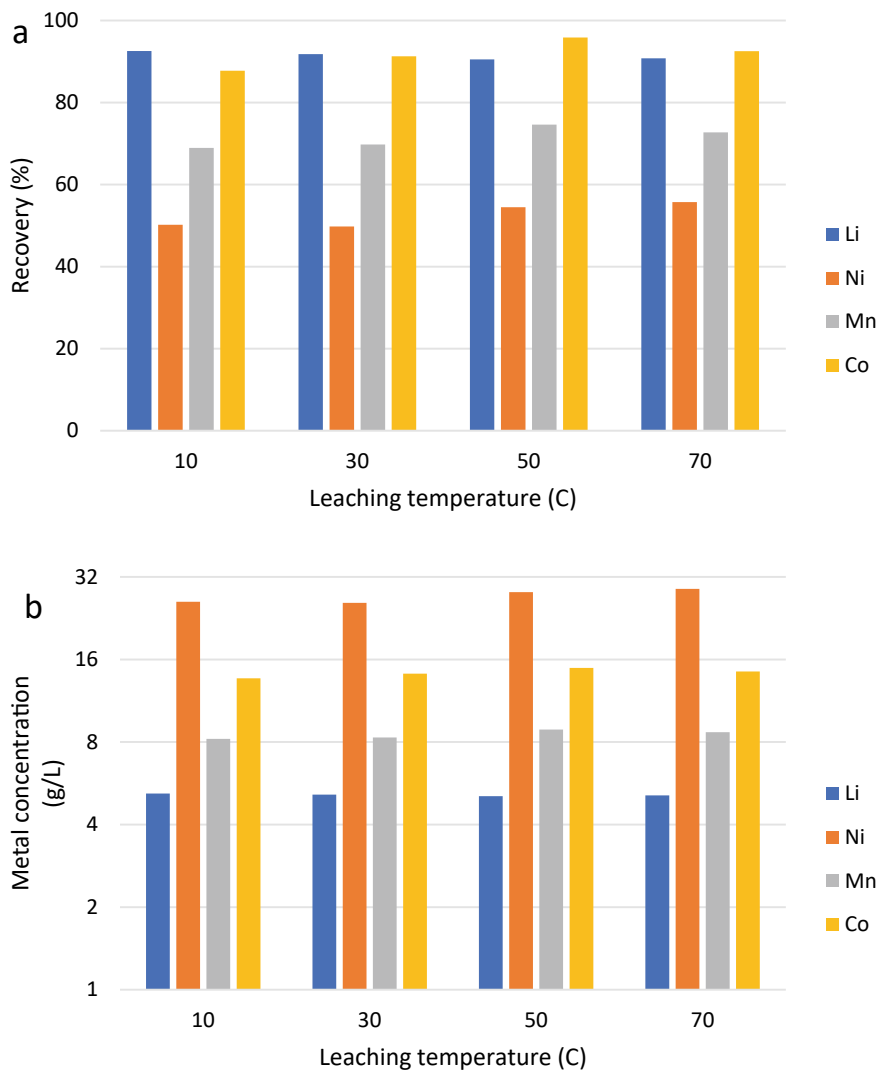 a
100
80
60
40
20
0
Recovery (%)
10 30 50 70
Leaching temperature (C)
Li
Ni
Mn
Co
b
32
16
8
4
2
1
Metal concentration
(g/L)
10 30 50 70
Leaching temperature (C)
Li
Ni
Mn
Co